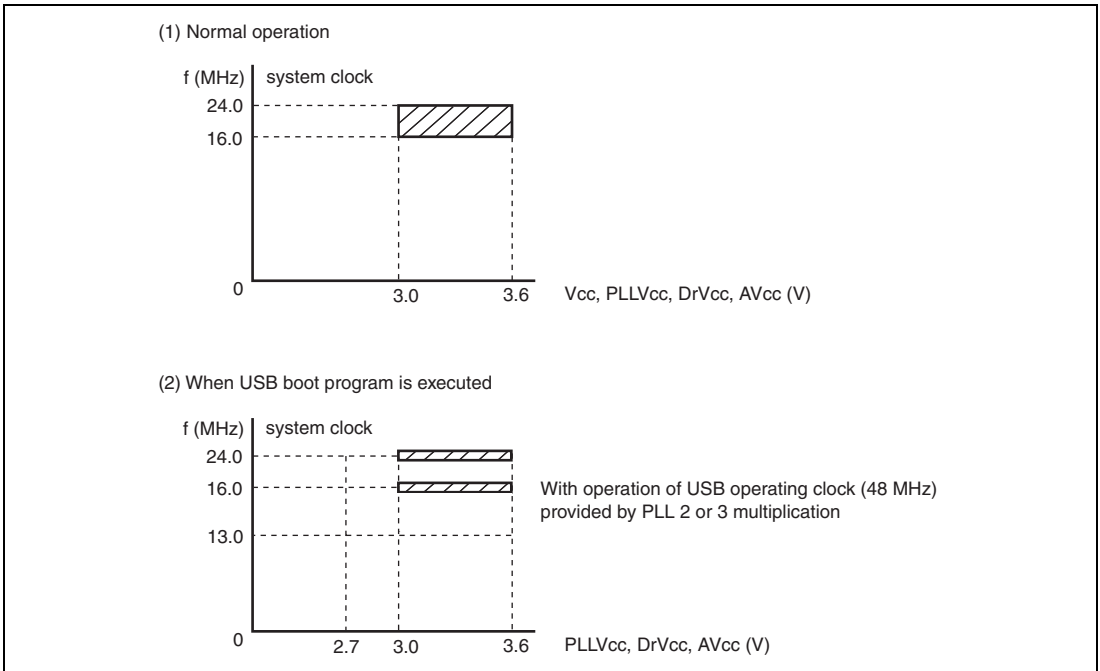 (1) Normal operation
f (MHz)
system clock
24.0
16.0
0
3.0
3.6
Vcc, PLLVcc, DrVcc, AVcc (V)
(2) When USB boot program is executed
f (MHz)
system clock
24.0
16.0
With operation of USB operating clock (48 MHz)
provided by PLL 2 or 3 multiplication
13.0
0
2.7
3.0
3.6
PLLVcc, DrVcc, AVcc (V)